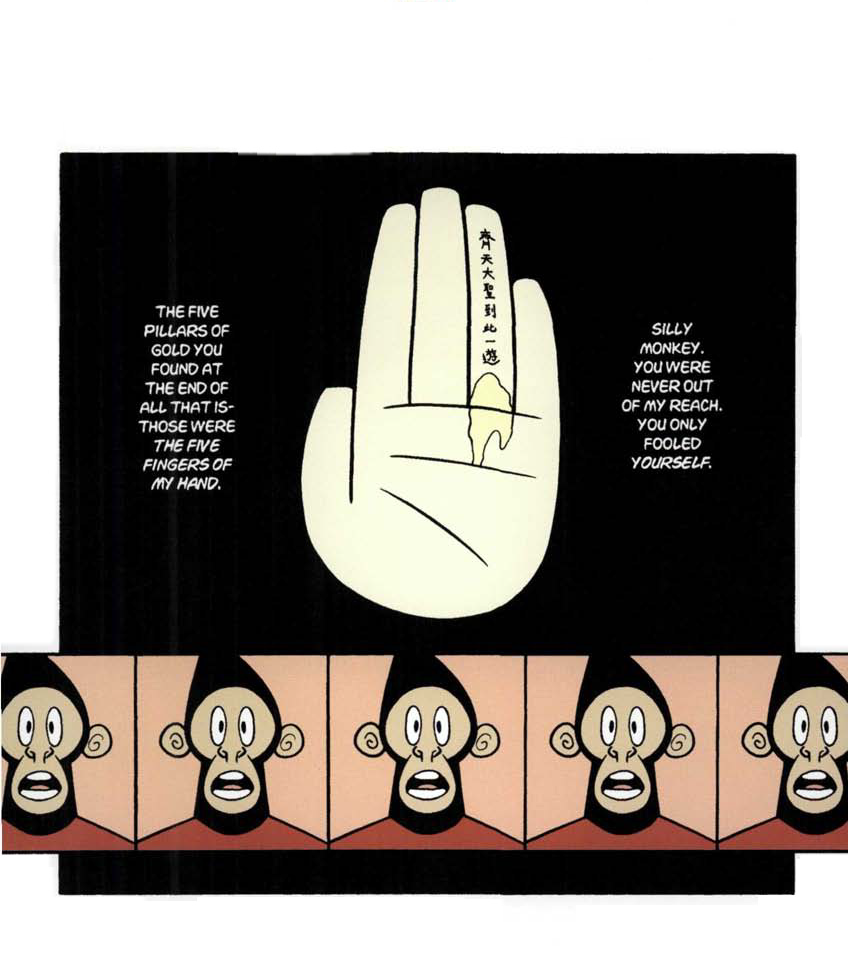 THE FIVE
PILLARS OF
GOLD YOU
FOUND AT
THE END OF
ALL THAT IS-
THOSE WERE
THE FIVE
FINGERS OF
MY HAND.
齊天大聖到此一遊
SILLY
MONKEY.
YOU WERE
NEVER OUT
OF MY REACH.
YOU ONLY
FOOLED
YOURSELF.